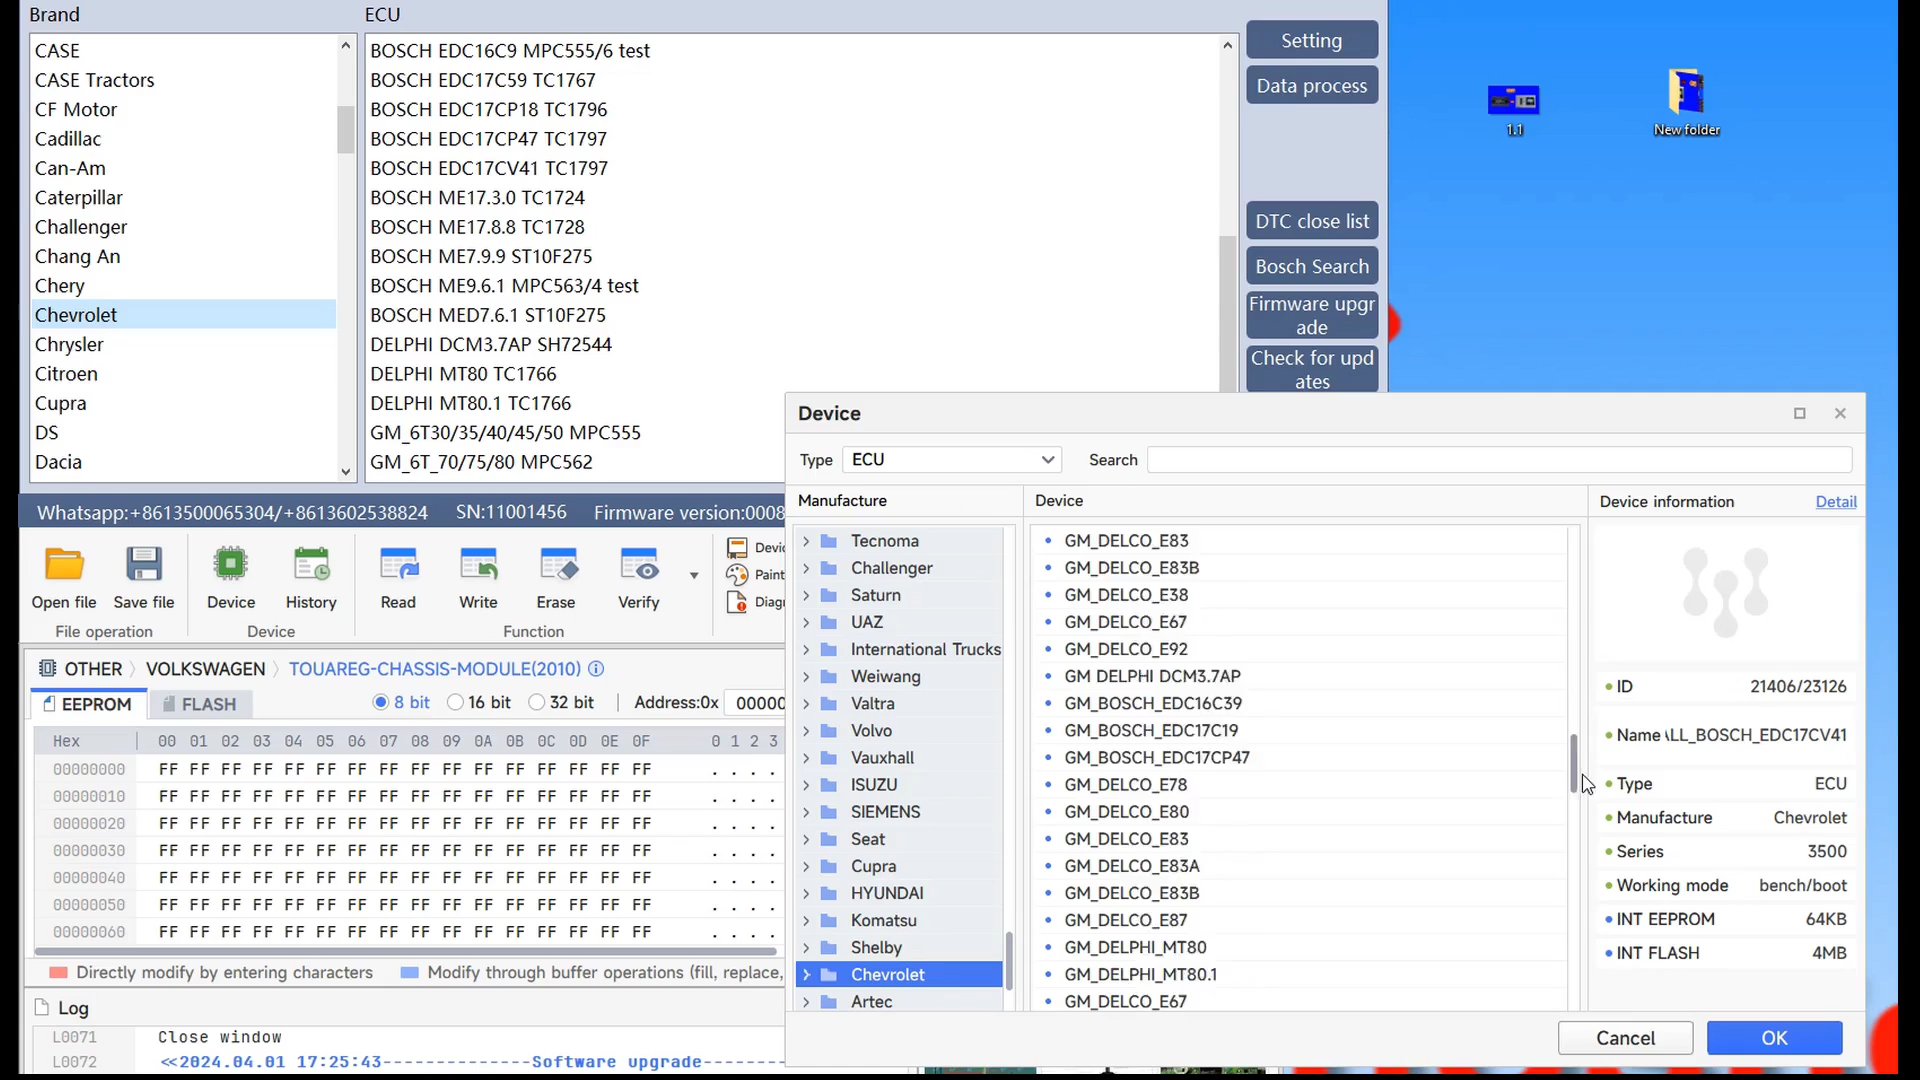 Brand
ECU
CASE
CASE Tractors
CF Motor
Cadillac
Can-Am
Caterpillar
Challenger
Chang An
Chery
Chevrolet
Chrysler
Citroen
Cupra
DS
Dacia
BOSCH EDC16C9 MPC555/6 test
BOSCH EDC17C59 TC1767
BOSCH EDC17CP18 TC1796
BOSCH EDC17CP47 TC1797
BOSCH EDC17CV41 TC1797
BOSCH ME17.3.0 TC1724
BOSCH ME17.8.8 TC1728
BOSCH ME7.9.9 ST10F275
BOSCH ME9.6.1 MPC563/4 test
BOSCH MED7.6.1 ST10F275
DELPHI DCM3.7AP SH72544
DELPHI MT80 TC1766
DELPHI MT80.1 TC1766
GM_6T30/35/40/45/50 MPC555
GM_6T_70/75/80 MPC562
Setting
Data process
DTC close list
Bosch Search
Firmware upgr
ade
Check for upd
ates
1.1
New folder
Whatsapp:+8613500065304/+8613602538824 SN:11001456 Firmware version:0008
Open file
Save file
Device
History
Read
Write
Erase
Verify
Devi
Paint
Diag
File operation
Device
Function
OTHER VOLKSWAGEN TOUAREG-CHASSIS-MODULE(2010)
EEPROM
FLASH
8 bit
16 bit
32 bit
Address:0x
00000
Hex 00 01 02 03 04 05 06 07 08 09 0A 0B 0C 0D 0E 0F 0 1 2 3
00000000 FF FF FF FF FF FF FF FF FF FF FF FF FF FF FF FF . . . .
00000010 FF FF FF FF FF FF FF FF FF FF FF FF FF FF FF FF . . . .
00000020 FF FF FF FF FF FF FF FF FF FF FF FF FF FF FF FF . . . .
00000030 FF FF FF FF FF FF FF FF FF FF FF FF FF FF FF FF . . . .
00000040 FF FF FF FF FF FF FF FF FF FF FF FF FF FF FF FF . . . .
00000050 FF FF FF FF FF FF FF FF FF FF FF FF FF FF FF FF . . . .
00000060 FF FF FF FF FF FF FF FF FF FF FF FF FF FF FF FF . . . .
Directly modify by entering characters
Modify through buffer operations (fill, replace,
Log
L0071 Close window
L0072 <<2024.04.01 17:25:43--------------Software upgrade-------
Device
Type
ECU
Search
Manufacture
Tecnoma
Challenger
Saturn
UAZ
International Trucks
Weiwang
Valtra
Volvo
Vauxhall
ISUZU
SIEMENS
Seat
Cupra
HYUNDAI
Komatsu
Shelby
Chevrolet
Artec
Device
GM_DELCO_E83
GM_DELCO_E83B
GM_DELCO_E38
GM_DELCO_E67
GM_DELCO_E92
GM DELPHI DCM3.7AP
GM_BOSCH_EDC16C39
GM_BOSCH_EDC17C19
GM_BOSCH_EDC17CP47
GM_DELCO_E78
GM_DELCO_E80
GM_DELCO_E83
GM_DELCO_E83A
GM_DELCO_E83B
GM_DELCO_E87
GM_DELPHI_MT80
GM_DELPHI_MT80.1
GM_DELCO_E67
Device information
Detail
ID 21406/23126
Name LL_BOSCH_EDC17CV41
Type ECU
Manufacture Chevrolet
Series 3500
Working mode bench/boot
INT EEPROM 64KB
INT FLASH 4MB
Cancel
OK